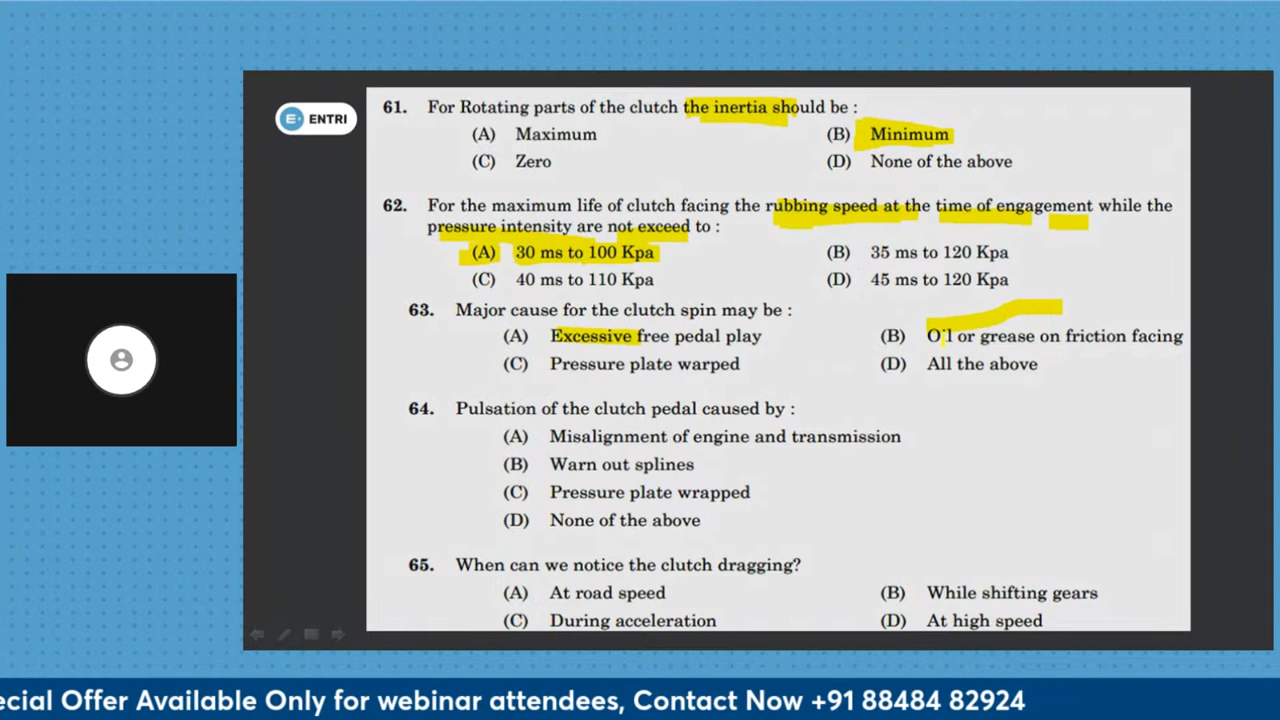 E ENTRI
61. For Rotating parts of the clutch the inertia should be :
(A) Maximum (B) Minimum
(C) Zero (D) None of the above
62. For the maximum life of clutch facing the rubbing speed at the time of engagement while the
pressure intensity are not exceed to :
(A) 30 ms to 100 Kpa (B) 35 ms to 120 Kpa
(C) 40 ms to 110 Kpa (D) 45 ms to 120 Kpa
63. Major cause for the clutch spin may be :
(A) Excessive free pedal play (B) Oil or grease on friction facing
(C) Pressure plate warped (D) All the above
64. Pulsation of the clutch pedal caused by :
(A) Misalignment of engine and transmission
(B) Warn out splines
(C) Pressure plate wrapped
(D) None of the above
65. When can we notice the clutch dragging?
(A) At road speed (B) While shifting gears
(C) During acceleration (D) At high speed
ecial Offer Available Only for webinar attendees, Contact Now +91 88484 82924